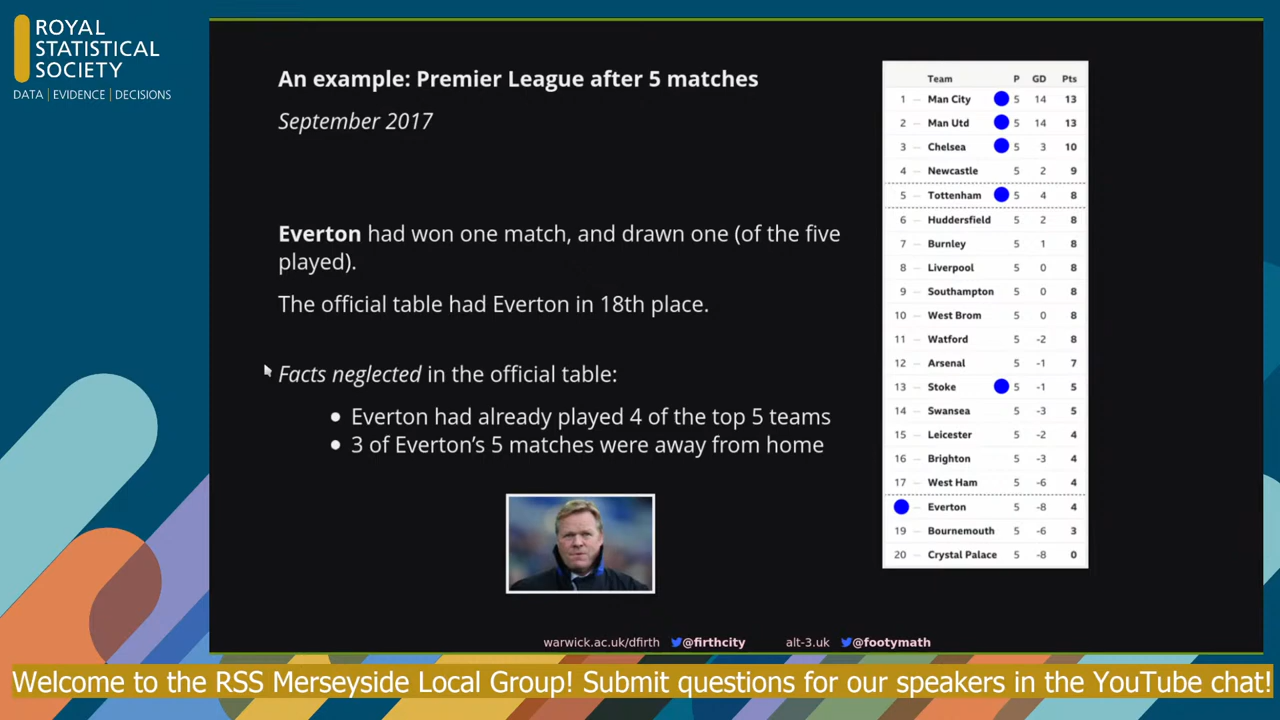 ROYAL
STATISTICAL
SOCIETY
DATA | EVIDENCE | DECISIONS
An example: Premier League after 5 matches
September 2017
Everton had won one match, and drawn one (of the five
played).
The official table had Everton in 18th place.
Facts neglected in the official table:
● Everton had already played 4 of the top 5 teams
● 3 of Everton's 5 matches were away from home
Team P GD Pts
1 — Man City 5 14 13
2 — Man Utd 5 14 13
3 — Chelsea 5 3 10
4 — Newcastle 5 2 9
5 — Tottenham 5 4 8
6 — Huddersfield 5 2 8
7 — Burnley 5 1 8
8 — Liverpool 5 0 8
9 — Southampton 5 0 8
10 — West Brom 5 0 8
11 — Watford 5 -2 8
12 — Arsenal 5 -1 7
13 — Stoke 5 -1 5
14 — Swansea 5 -3 5
15 — Leicester 5 -2 4
16 — Brighton 5 -3 4
17 — West Ham 5 -6 4
— Everton 5 -8 4
19 — Bournemouth 5 -6 3
20 — Crystal Palace 5 -8 0
warwick.ac.uk/dfirth @firthcity alt-3.uk @footymath
Welcome to the RSS Merseyside Local Group! Submit questions for our speakers in the YouTube chat!